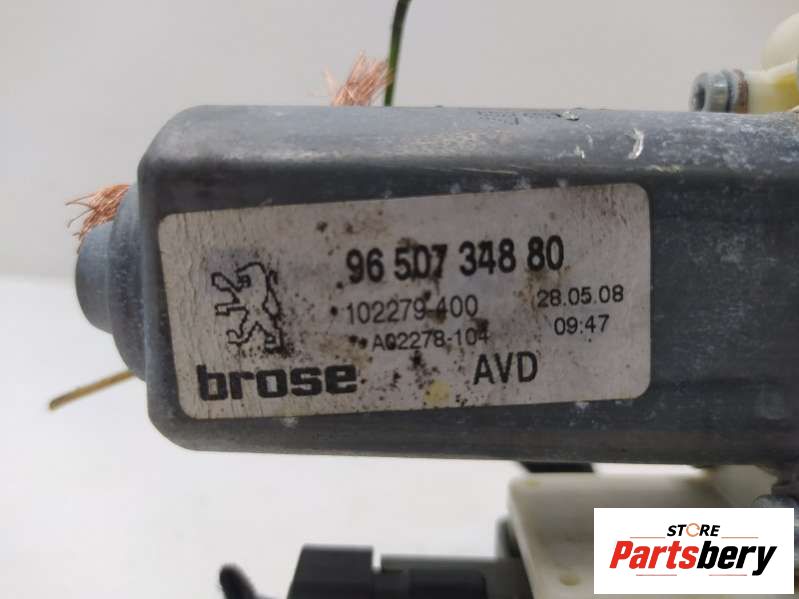 96 507 348 80
102279-400
28.05.08
A02278-104
09:47
brose
AVD
STORE
Partsbery